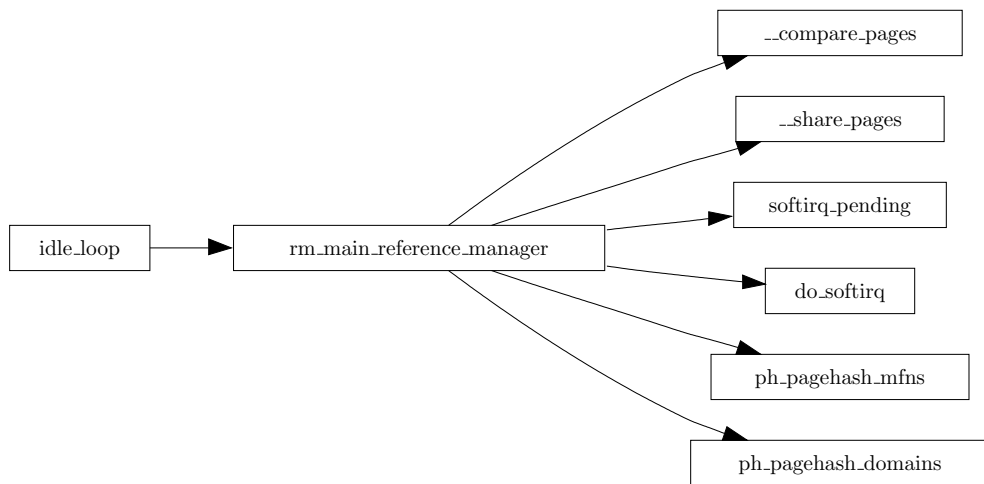 __compare_pages
__share_pages
softirq_pending
idle_loop
rm_main_reference_manager
do_softirq
ph_pagehash_mfns
ph_pagehash_domains